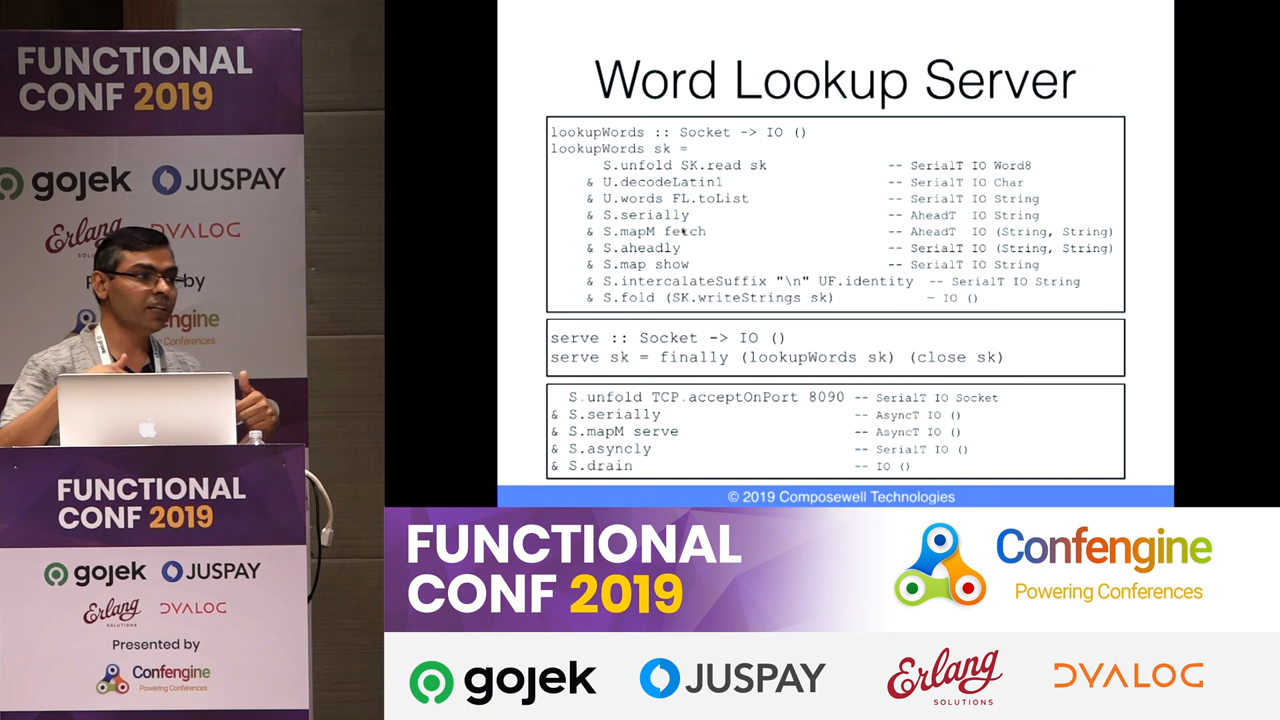 FUNCTIONAL
CONF 2019
gojek JUSPAY
Erlang DYALOG
SOL
by
engine
Conferences
FUNCTIONAL
CONF 2019
gojek JUSPAY
Erlang DYALOG
SOLUTIONS
Presented by
Confengine
Powering Conferences
Word Lookup Server
lookupWords :: Socket -> IO ()
lookupWords sk =
S.unfold SK.read sk -- SerialT IO Word8
& U.decodeLatin1 -- SerialT IO Char
& U.words FL.toList -- SerialT IO String
& S.serially -- AheadT IO String
& S.mapM fetch -- AheadT IO (String, String)
& S.aheadly -- SerialT IO (String, String)
& S.map show -- SerialT IO String
& S.intercalateSuffix "\n" UF.identity -- SerialT IO String
& S.fold (SK.writeStrings sk) – IO ()
serve :: Socket -> IO ()
serve sk = finally (lookupWords sk) (close sk)
S.unfold TCP.acceptOnPort 8090 -- SerialT IO Socket
& S.serially -- AsyncT IO ()
& S.mapM serve -- AsyncT IO ()
& S.asyncly -- SerialT IO ()
& S.drain -- IO ()
© 2019 Composewell Technologies
FUNCTIONAL
CONF 2019
Confengine
Powering Conferences
gojek JUSPAY Erlang DYALOG
SOLUTIONS